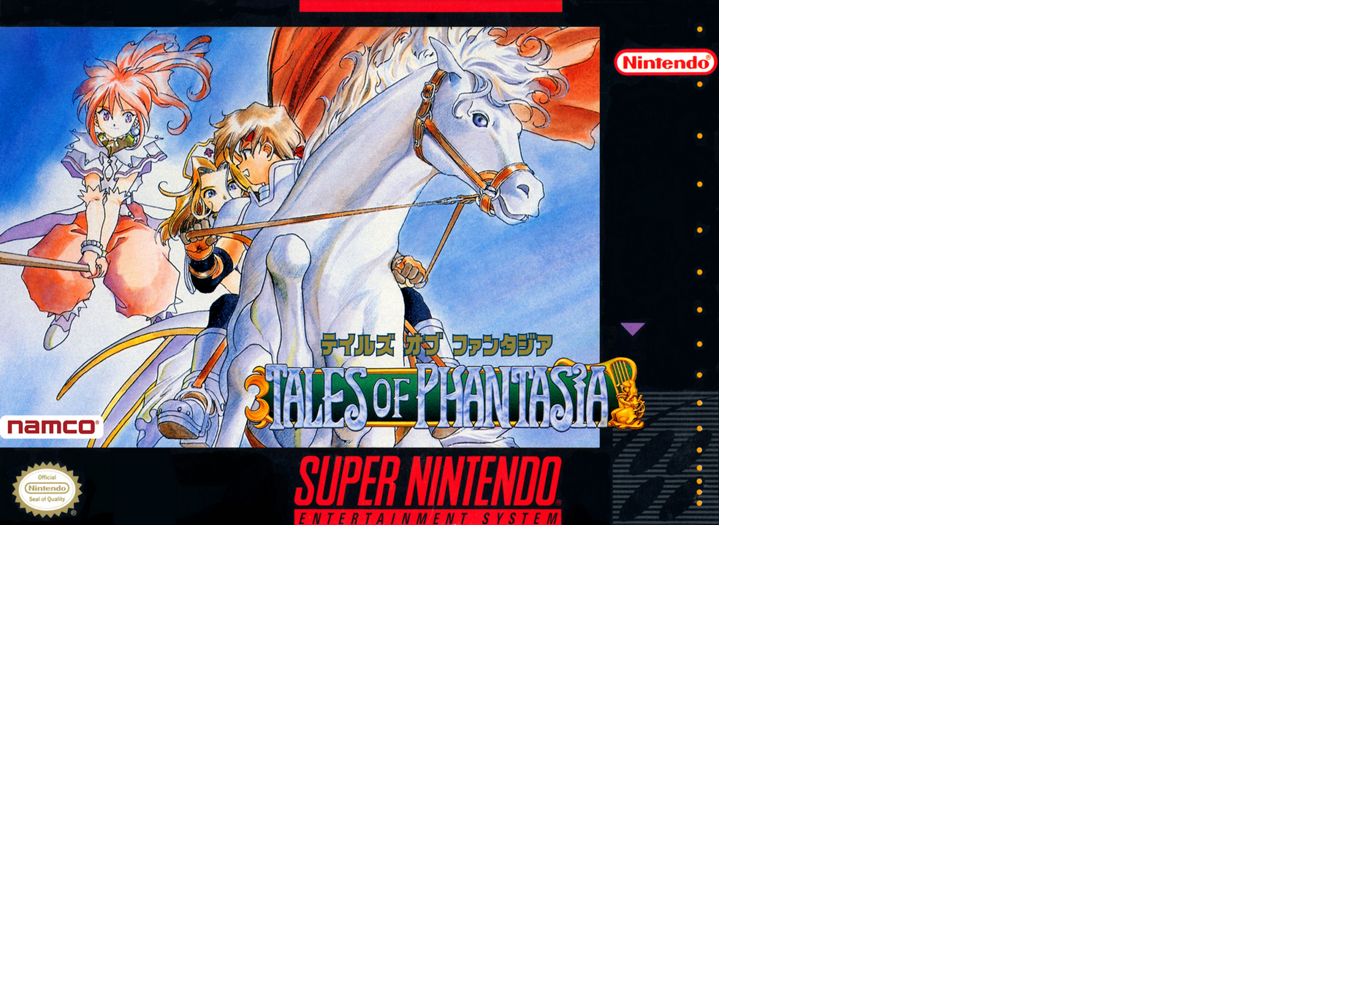 Nintendo®
テイルズ オブ ファンタジア
TALES OF PHANTASIA
namco®
SUPER NINTENDO®
ENTERTAINMENT SYSTEM
Official
Nintendo
Seal of Quality